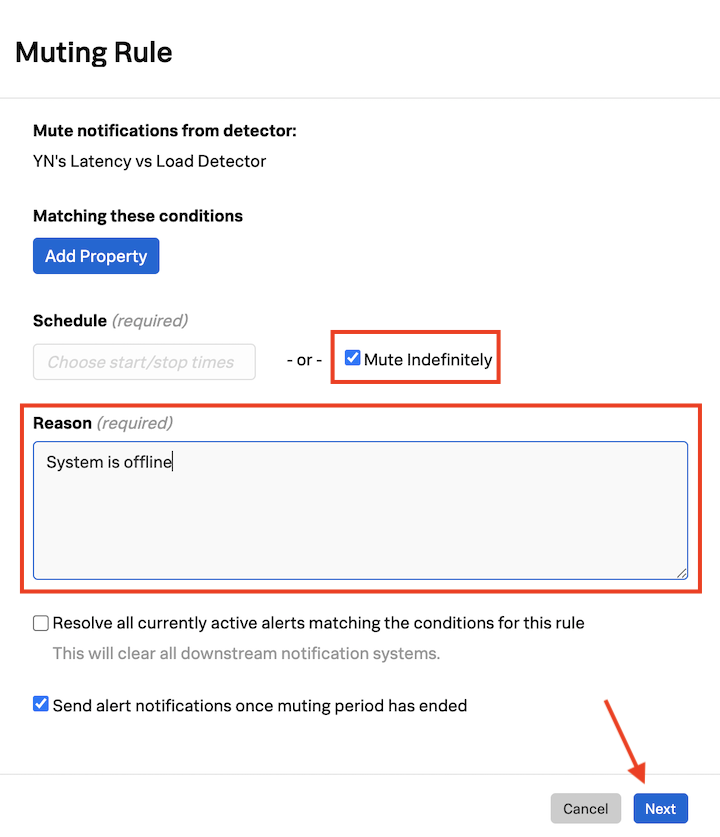 Muting Rule
Mute notifications from detector:
YN's Latency vs Load Detector
Matching these conditions
Add Property
Schedule (required)
Choose start/stop times - or - Mute Indefinitely
Reason (required)
System is offline
Resolve all currently active alerts matching the conditions for this rule
This will clear all downstream notification systems.
Send alert notifications once muting period has ended
Cancel Next